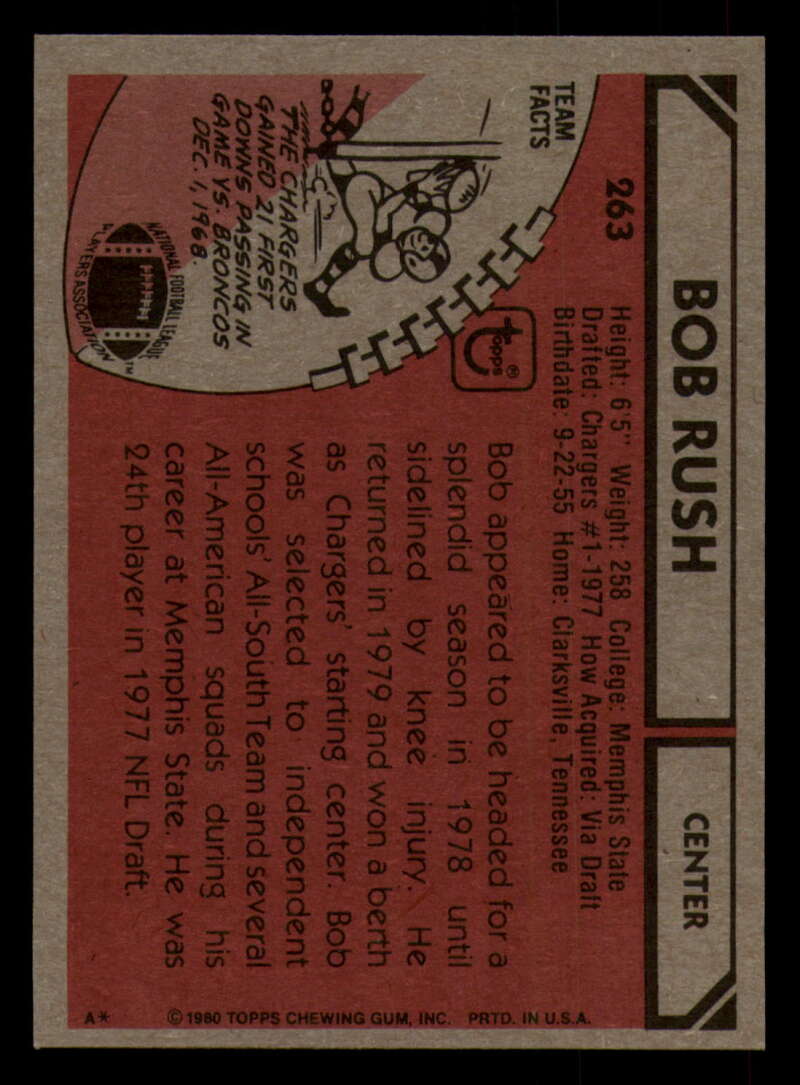 BOB RUSH
CENTER
263
Height: 6'5" Weight: 258 College: Memphis State
Drafted: Chargers #1-1977 How Acquired: Via Draft
Birthdate: 9-22-55 Home: Clarksville, Tennessee
TEAM
FACTS
THE CHARGERS
GAINED 21 FIRST
DOWNS PASSING IN
GAME VS. BRONCOS
DEC. 1, 1968.
NATIONAL FOOTBALL LEAGUE
PLAYERS ASSOCIATION™
topps®
Bob appeared to be headed for a
splendid season in 1978 until
sidelined by knee injury. He
returned in 1979 and won a berth
as Chargers' starting center. Bob
was selected to independent
schools' All-South Team and several
All-American squads during his
career at Memphis State. He was
24th player in 1977 NFL Draft.
A* © 1980 TOPPS CHEWING GUM, INC. PRTD. IN U.S.A.